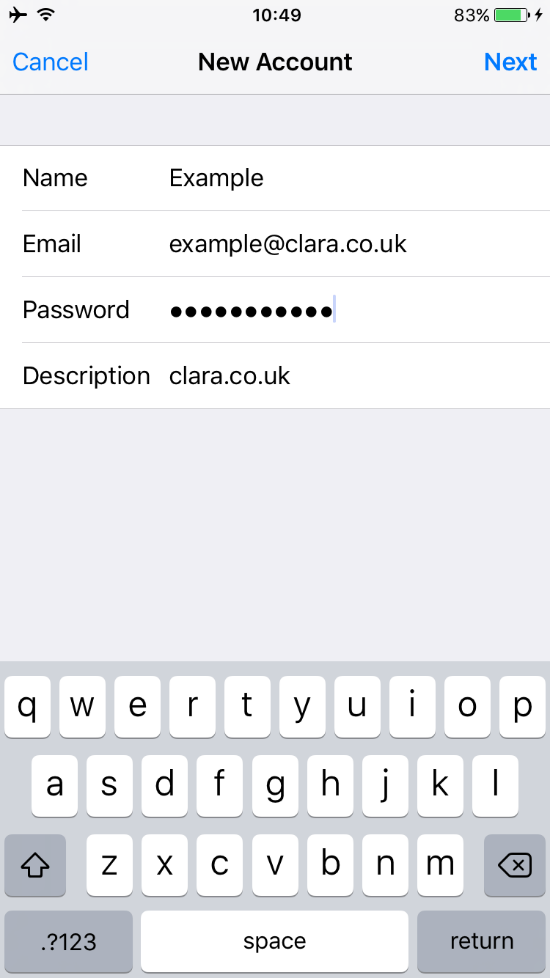 10:49 83%
Cancel New Account Next
Name Example
Email example@clara.co.uk
Password ●●●●●●●●●●●
Description clara.co.uk
q w e r t y u i o p
a s d f g h j k l
z x c v b n m
.?123 space return